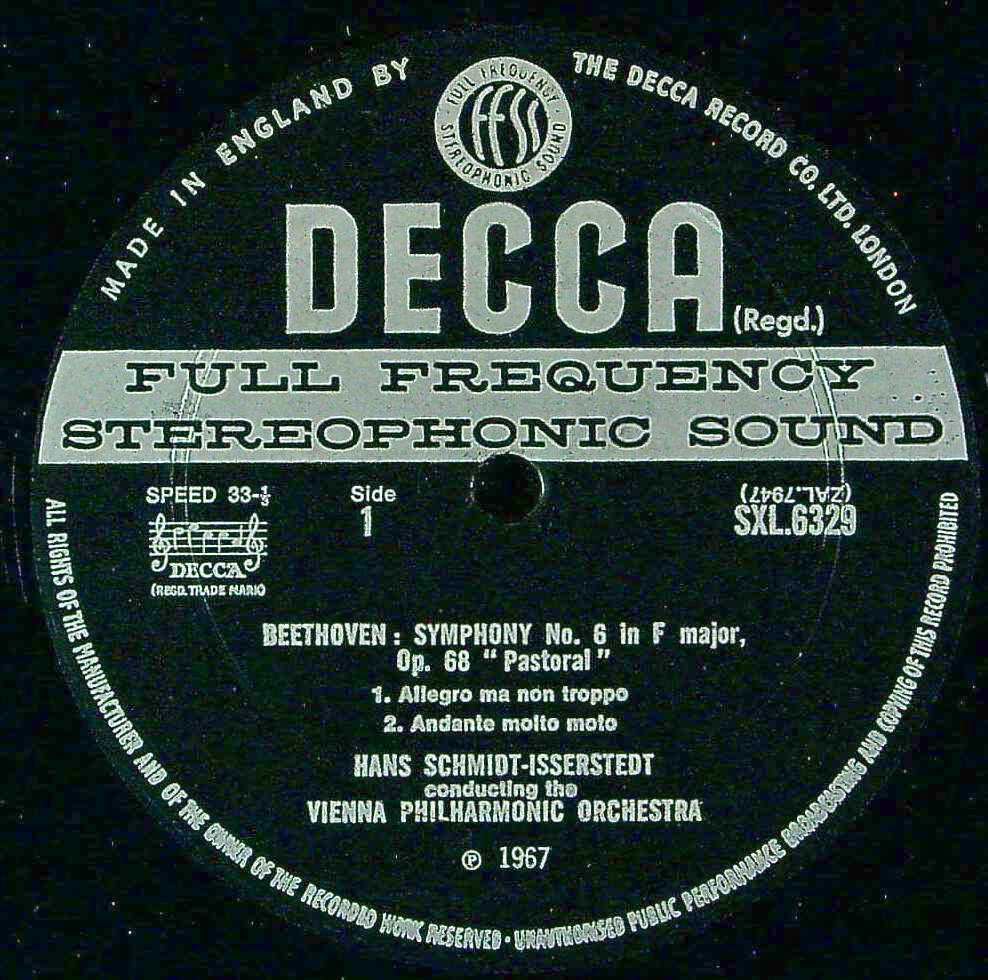 MADE IN ENGLAND BY
THE DECCA RECORD CO. LTD. LONDON
FULL FREQUENCY
ffss
STEREOPHONIC SOUND
DECCA (Regd.)
FULL FREQUENCY
STEREOPHONIC SOUND
SPEED 33-⅓
Side
1
(ZAL.7947)
SXL.6329
DECCA
(REGD. TRADE MARK)
BEETHOVEN : SYMPHONY No. 6 in F major,
Op. 68 "Pastoral"
1. Allegro ma non troppo
2. Andante molto moto
HANS SCHMIDT-ISSERSTEDT
conducting the
VIENNA PHILHARMONIC ORCHESTRA
℗ 1967
ALL RIGHTS OF THE MANUFACTURER AND OF THE OWNER OF THE RECORDED WORK RESERVED · UNAUTHORISED PUBLIC PERFORMANCE BROADCASTING AND COPYING OF THIS RECORD PROHIBITED